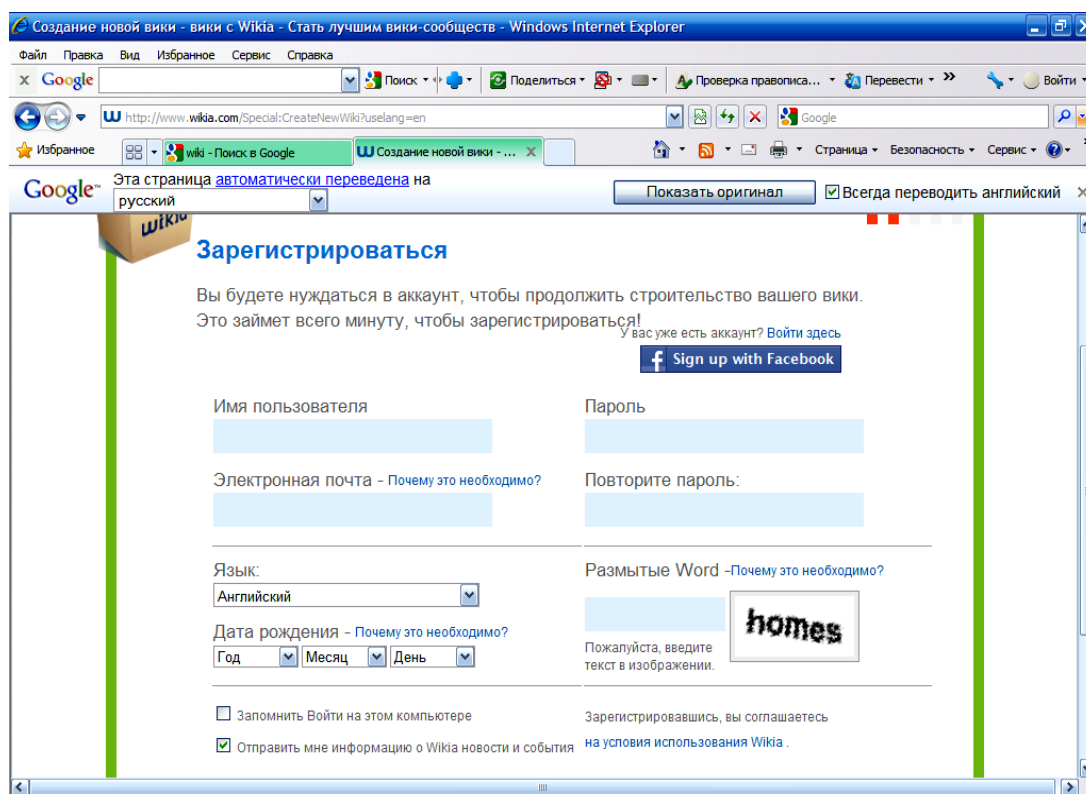 Создание новой вики - вики с Wikia - Стать лучшим вики-сообществ - Windows Internet Explorer
Файл Правка Вид Избранное Сервис Справка
x Google Поиск Поделиться Проверка правописа... Перевести » Войти
http://www.wikia.com/Special:CreateNewWiki?uselang=en Google
Избранное wiki - Поиск в Google Создание новой вики - ... X Страница Безопасность Сервис
Google™ Эта страница автоматически переведена на
русский Показать оригинал Всегда переводить английский x
wikia
Зарегистрироваться
Вы будете нуждаться в аккаунт, чтобы продолжить строительство вашего вики.
Это займет всего минуту, чтобы зарегистрироваться!
У вас уже есть аккаунт? Войти здесь
f Sign up with Facebook
Имя пользователя Пароль
Электронная почта - Почему это необходимо? Повторите пароль:
Язык: Размытые Word -Почему это необходимо?
Английский
homes
Дата рождения - Почему это необходимо?
Год Месяц День
Пожалуйста, введите
текст в изображении.
Запомнить Войти на этом компьютере
Отправить мне информацию о Wikia новости и события
Зарегистрировавшись, вы соглашаетесь
на условия использования Wikia .